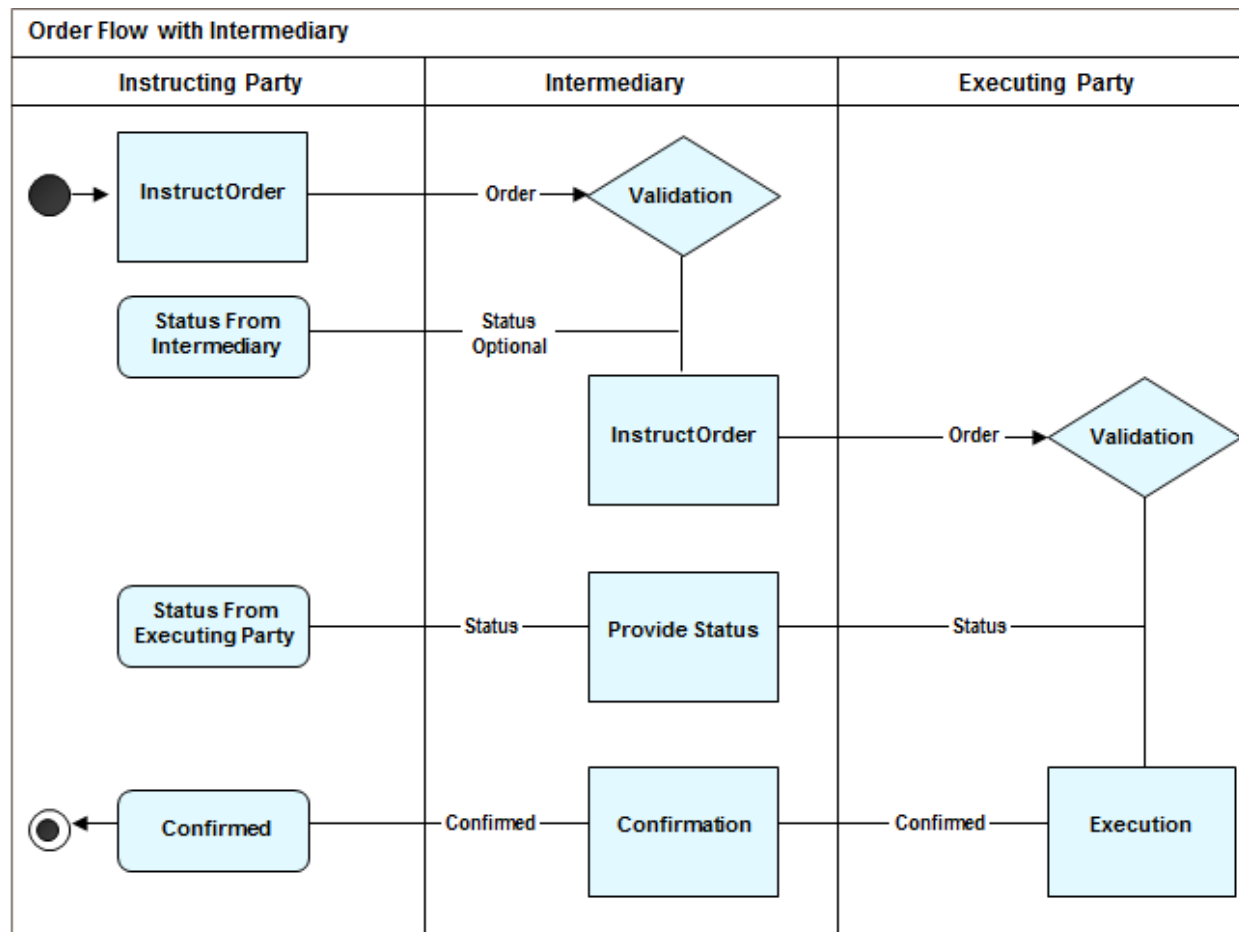 Order Flow with Intermediary
Instructing Party
Intermediary
Executing Party
InstructOrder
Order
Validation
Status From
Intermediary
Status
Optional
InstructOrder
Order
Validation
Status From
Executing Party
Status
Provide Status
Status
Confirmed
Confirmed
Confirmation
Confirmed
Execution